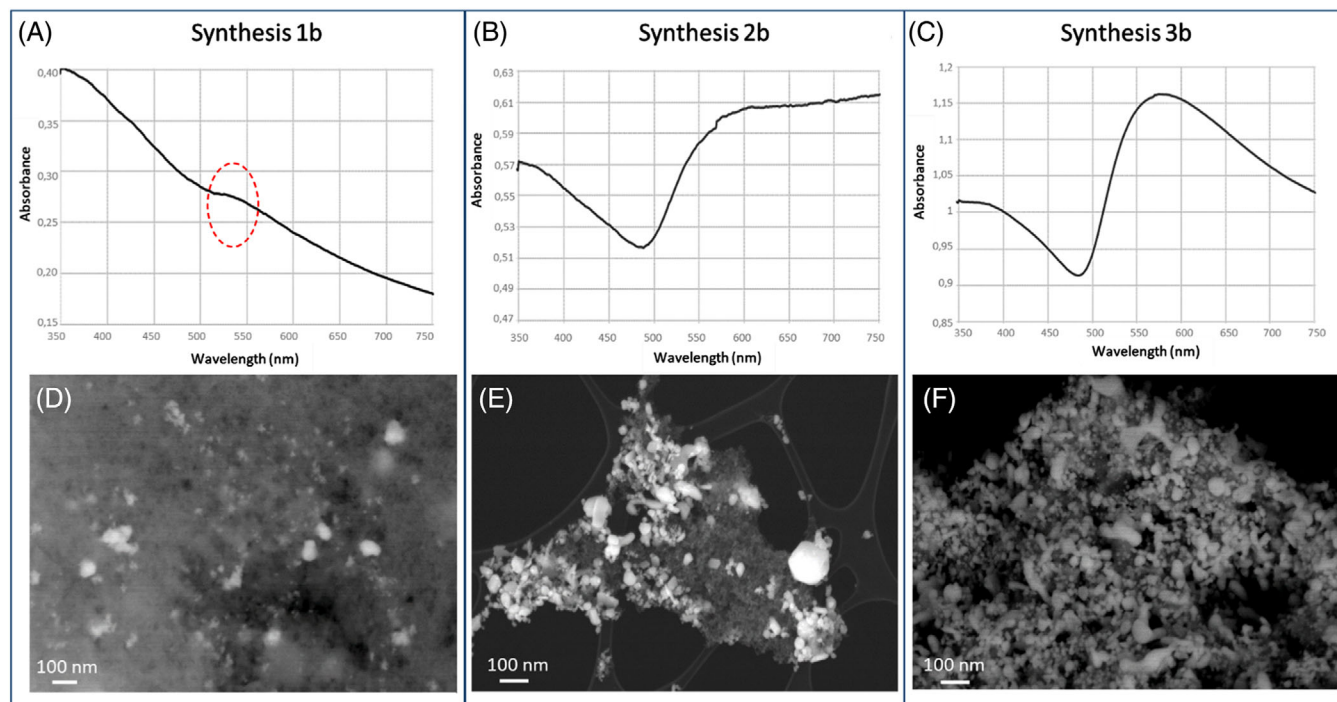 (A) Synthesis 1b
0,40
0,35
0,30
0,25
0,20
0,15
Absorbance
350 400 450 500 550 600 650 700 750
Wavelength (nm)
(B) Synthesis 2b
0,63
0,61
0,59
0,57
0,55
0,53
0,51
0,49
0,47
Absorbance
350 400 450 500 550 600 650 700 750
Wavelength (nm)
(C) Synthesis 3b
1,2
1,15
1,1
1,05
1
0,95
0,9
0,85
Absorbance
350 400 450 500 550 600 650 700 750
Wavelength (nm)
(D)
100 nm
(E)
100 nm
(F)
100 nm